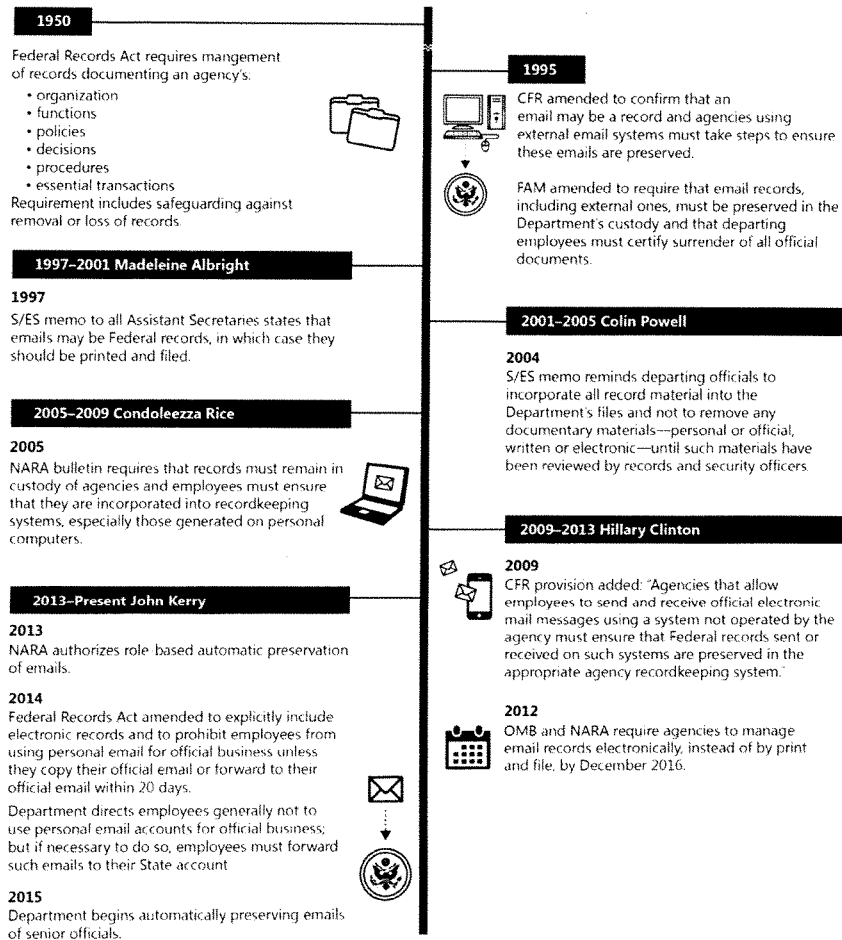 1950
Federal Records Act requires mangement
of records documenting an agency's:
• organization
• functions
• policies
• decisions
• procedures
• essential transactions
Requirement includes safeguarding against
removal or loss of records.
1995
CFR amended to confirm that an
email may be a record and agencies using
external email systems must take steps to ensure
these emails are preserved.
FAM amended to require that email records,
including external ones, must be preserved in the
Department's custody and that departing
employees must certify surrender of all official
documents.
1997–2001 Madeleine Albright
1997
S/ES memo to all Assistant Secretaries states that
emails may be Federal records, in which case they
should be printed and filed.
2001–2005 Colin Powell
2004
S/ES memo reminds departing officials to
incorporate all record material into the
Department's files and not to remove any
documentary materials—personal or official,
written or electronic—until such materials have
been reviewed by records and security officers.
2005–2009 Condoleezza Rice
2005
NARA bulletin requires that records must remain in
custody of agencies and employees must ensure
that they are incorporated into recordkeeping
systems, especially those generated on personal
computers.
2009–2013 Hillary Clinton
2009
CFR provision added: "Agencies that allow
employees to send and receive official electronic
mail messages using a system not operated by the
agency must ensure that Federal records sent or
received on such systems are preserved in the
appropriate agency recordkeeping system."
2012
OMB and NARA require agencies to manage
email records electronically, instead of by print
and file, by December 2016.
2013–Present John Kerry
2013
NARA authorizes role-based automatic preservation
of emails.
2014
Federal Records Act amended to explicitly include
electronic records and to prohibit employees from
using personal email for official business unless
they copy their official email or forward to their
official email within 20 days.
Department directs employees generally not to
use personal email accounts for official business;
but if necessary to do so, employees must forward
such emails to their State account
2015
Department begins automatically preserving emails
of senior officials.